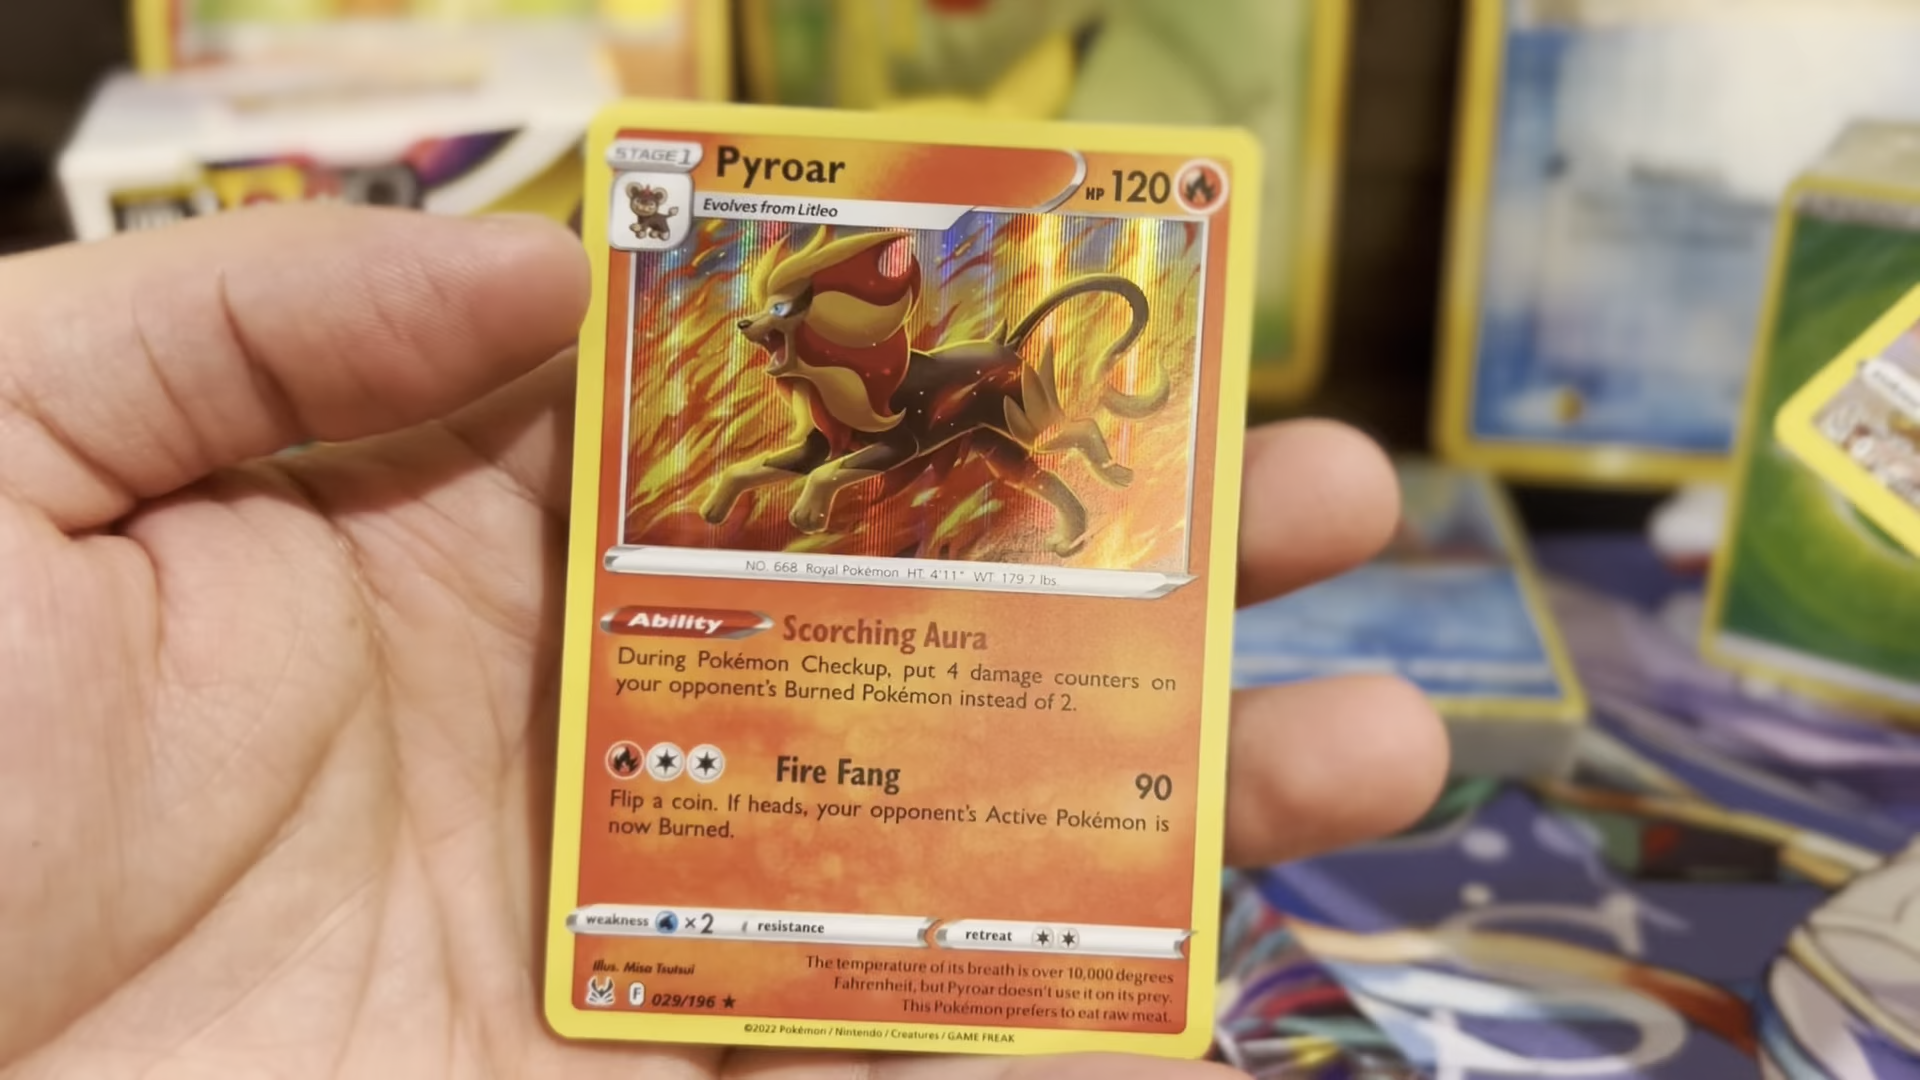 STAGE 1
Pyroar
HP 120
Evolves from Litleo
NO. 668 Royal Pokémon HT. 4'11" WT. 179.7 lbs.
Ability Scorching Aura
During Pokémon Checkup, put 4 damage counters on
your opponent's Burned Pokémon instead of 2.
Fire Fang 90
Flip a coin. If heads, your opponent's Active Pokémon is
now Burned.
weakness ×2 resistance retreat
Illus. Misa Tsutsui
F 029/196 ★
The temperature of its breath is over 10,000 degrees
Fahrenheit, but Pyroar doesn't use it on its prey.
This Pokémon prefers to eat raw meat.
©2022 Pokémon / Nintendo / Creatures / GAME FREAK